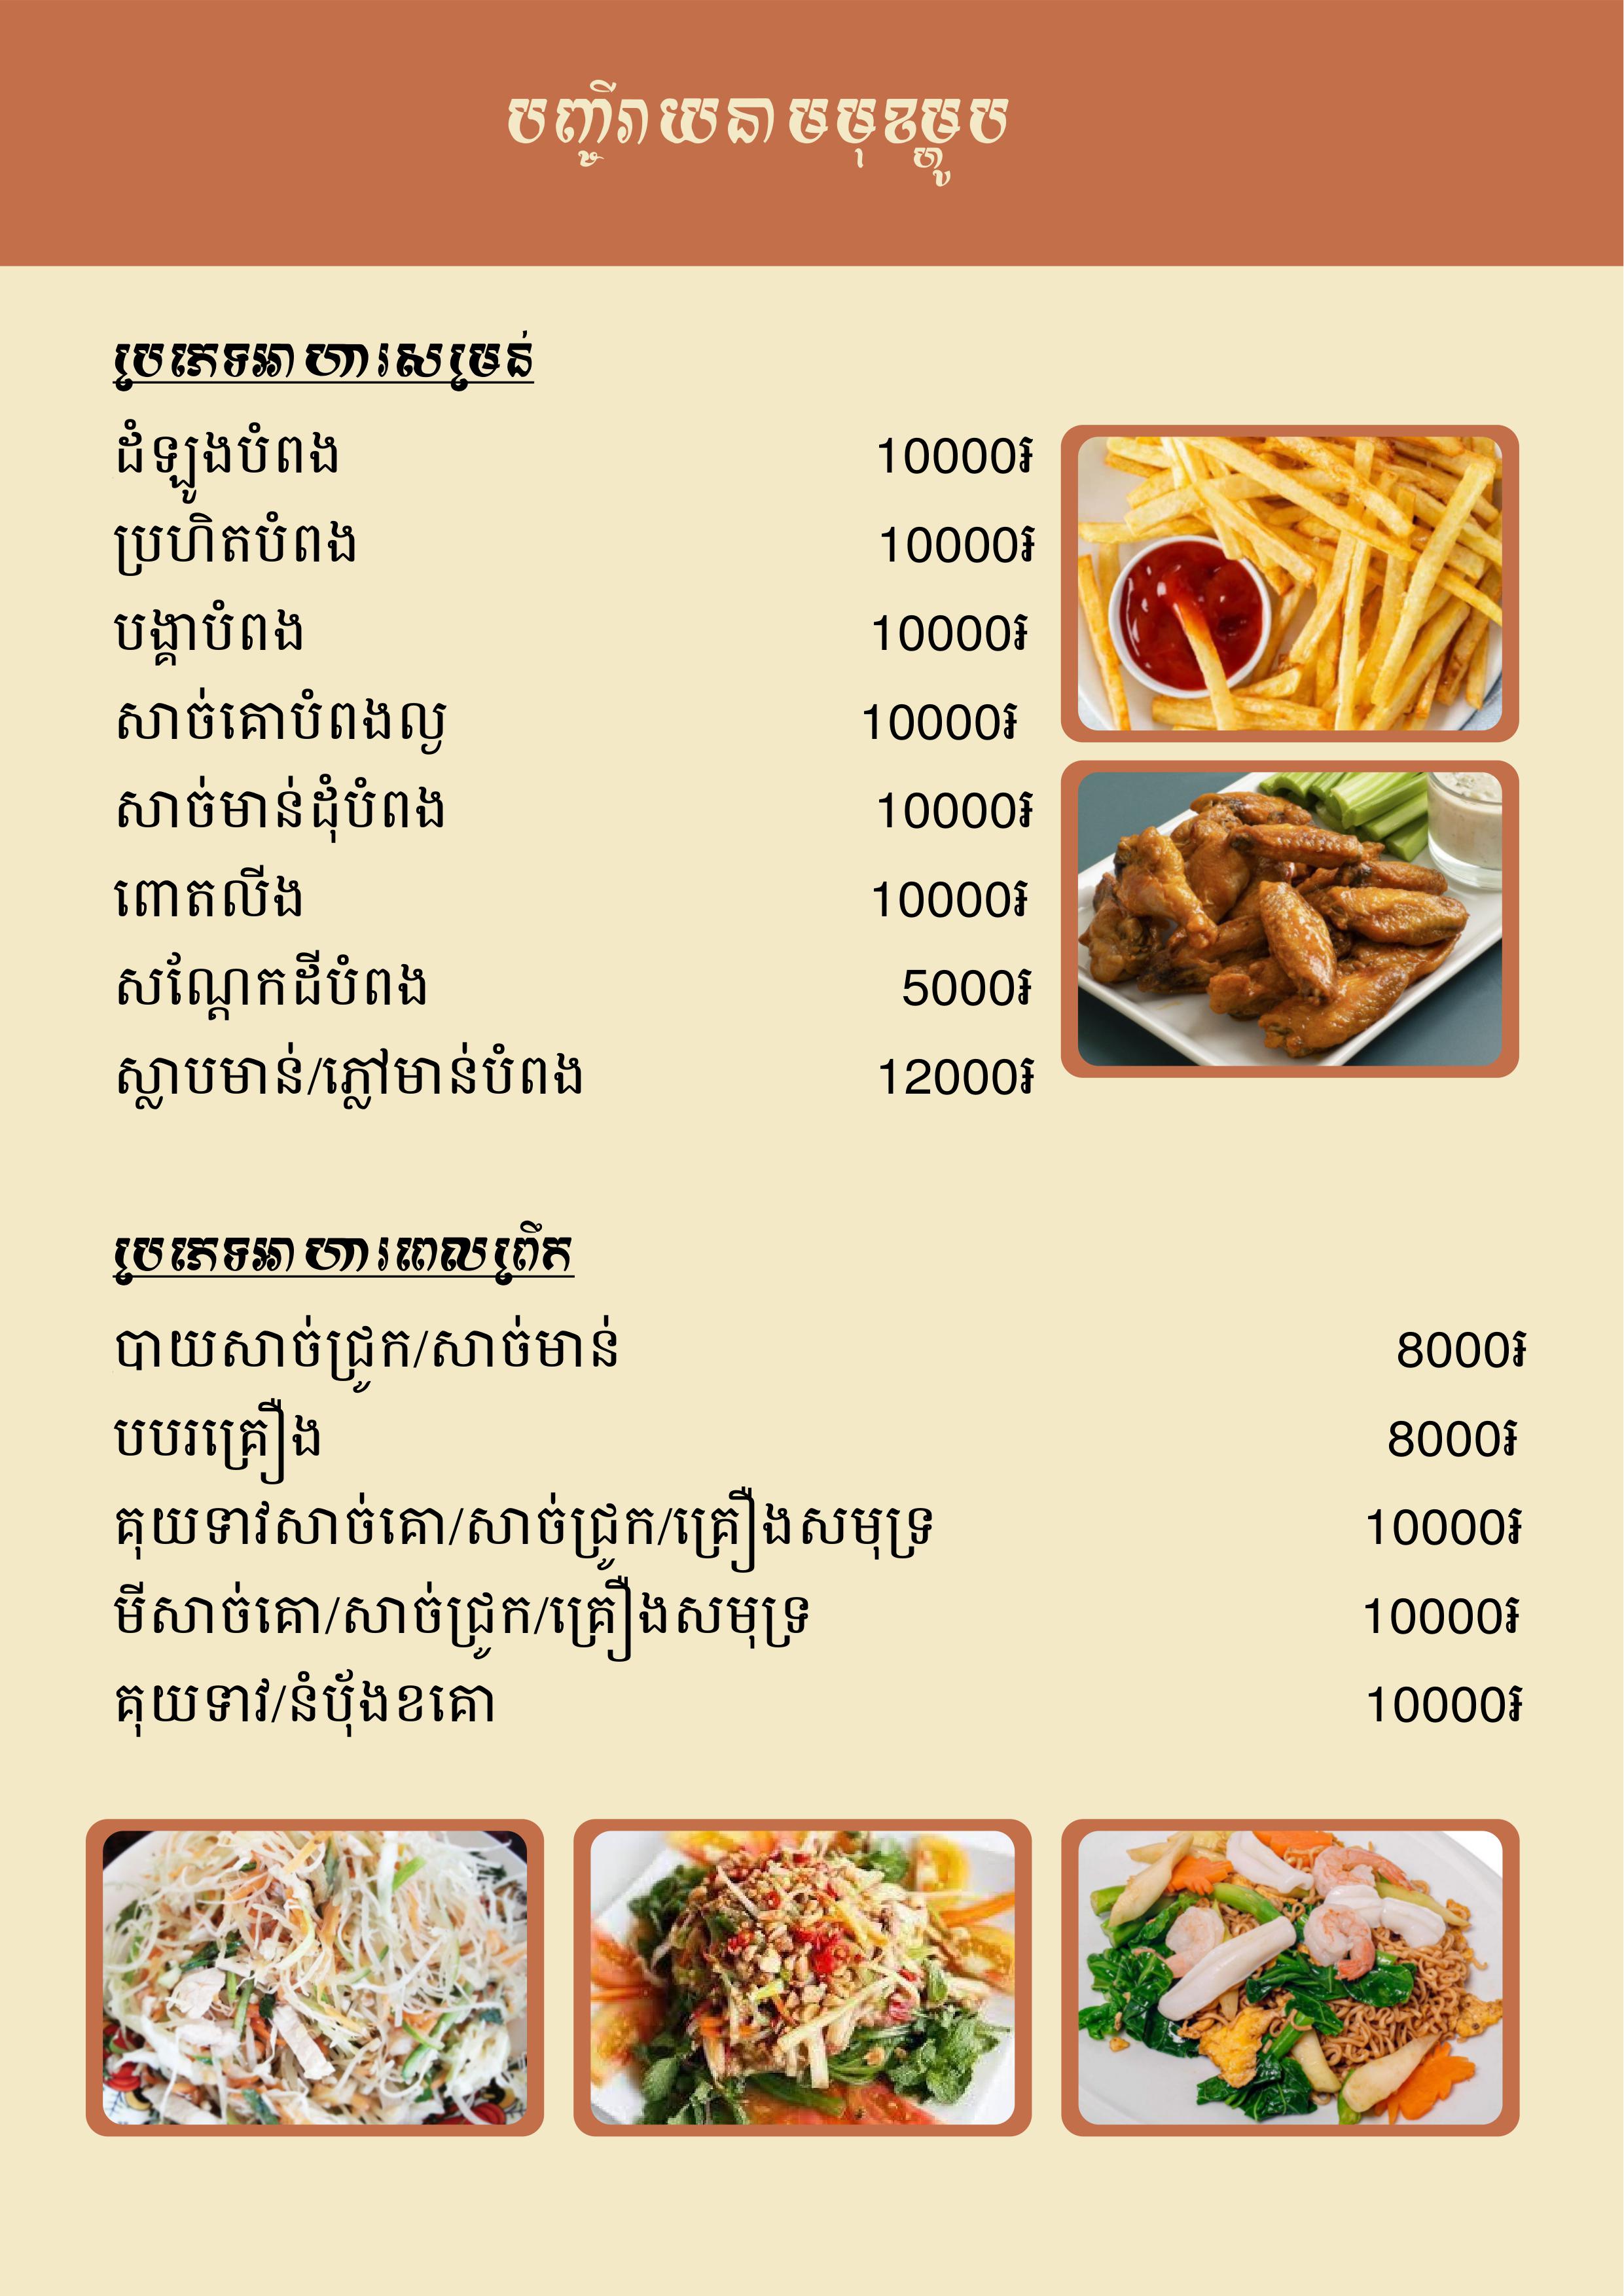 បញ្ជីរាយនាមមុខម្ហូប
ប្រភេទអាហារសម្រន់
ដំឡូងបំពង 10000៛
ប្រហិតបំពង 10000៛
បង្គាបំពង 10000៛
សាច់គោបំពងល្ង 10000៛
សាច់មាន់ដុំបំពង 10000៛
ពោតលីង 10000៛
សណ្ដែកដីបំពង 5000៛
ស្លាបមាន់/ភ្លៅមាន់បំពង 12000៛
ប្រភេទអាហារពេលព្រឹក
បាយសាច់ជ្រូក/សាច់មាន់ 8000៛
បបរគ្រឿង 8000៛
គុយទាវសាច់គោ/សាច់ជ្រូក/គ្រឿងសមុទ្រ 10000៛
មីសាច់គោ/សាច់ជ្រូក/គ្រឿងសមុទ្រ 10000៛
គុយទាវ/នំបុ័ងខគោ 10000៛